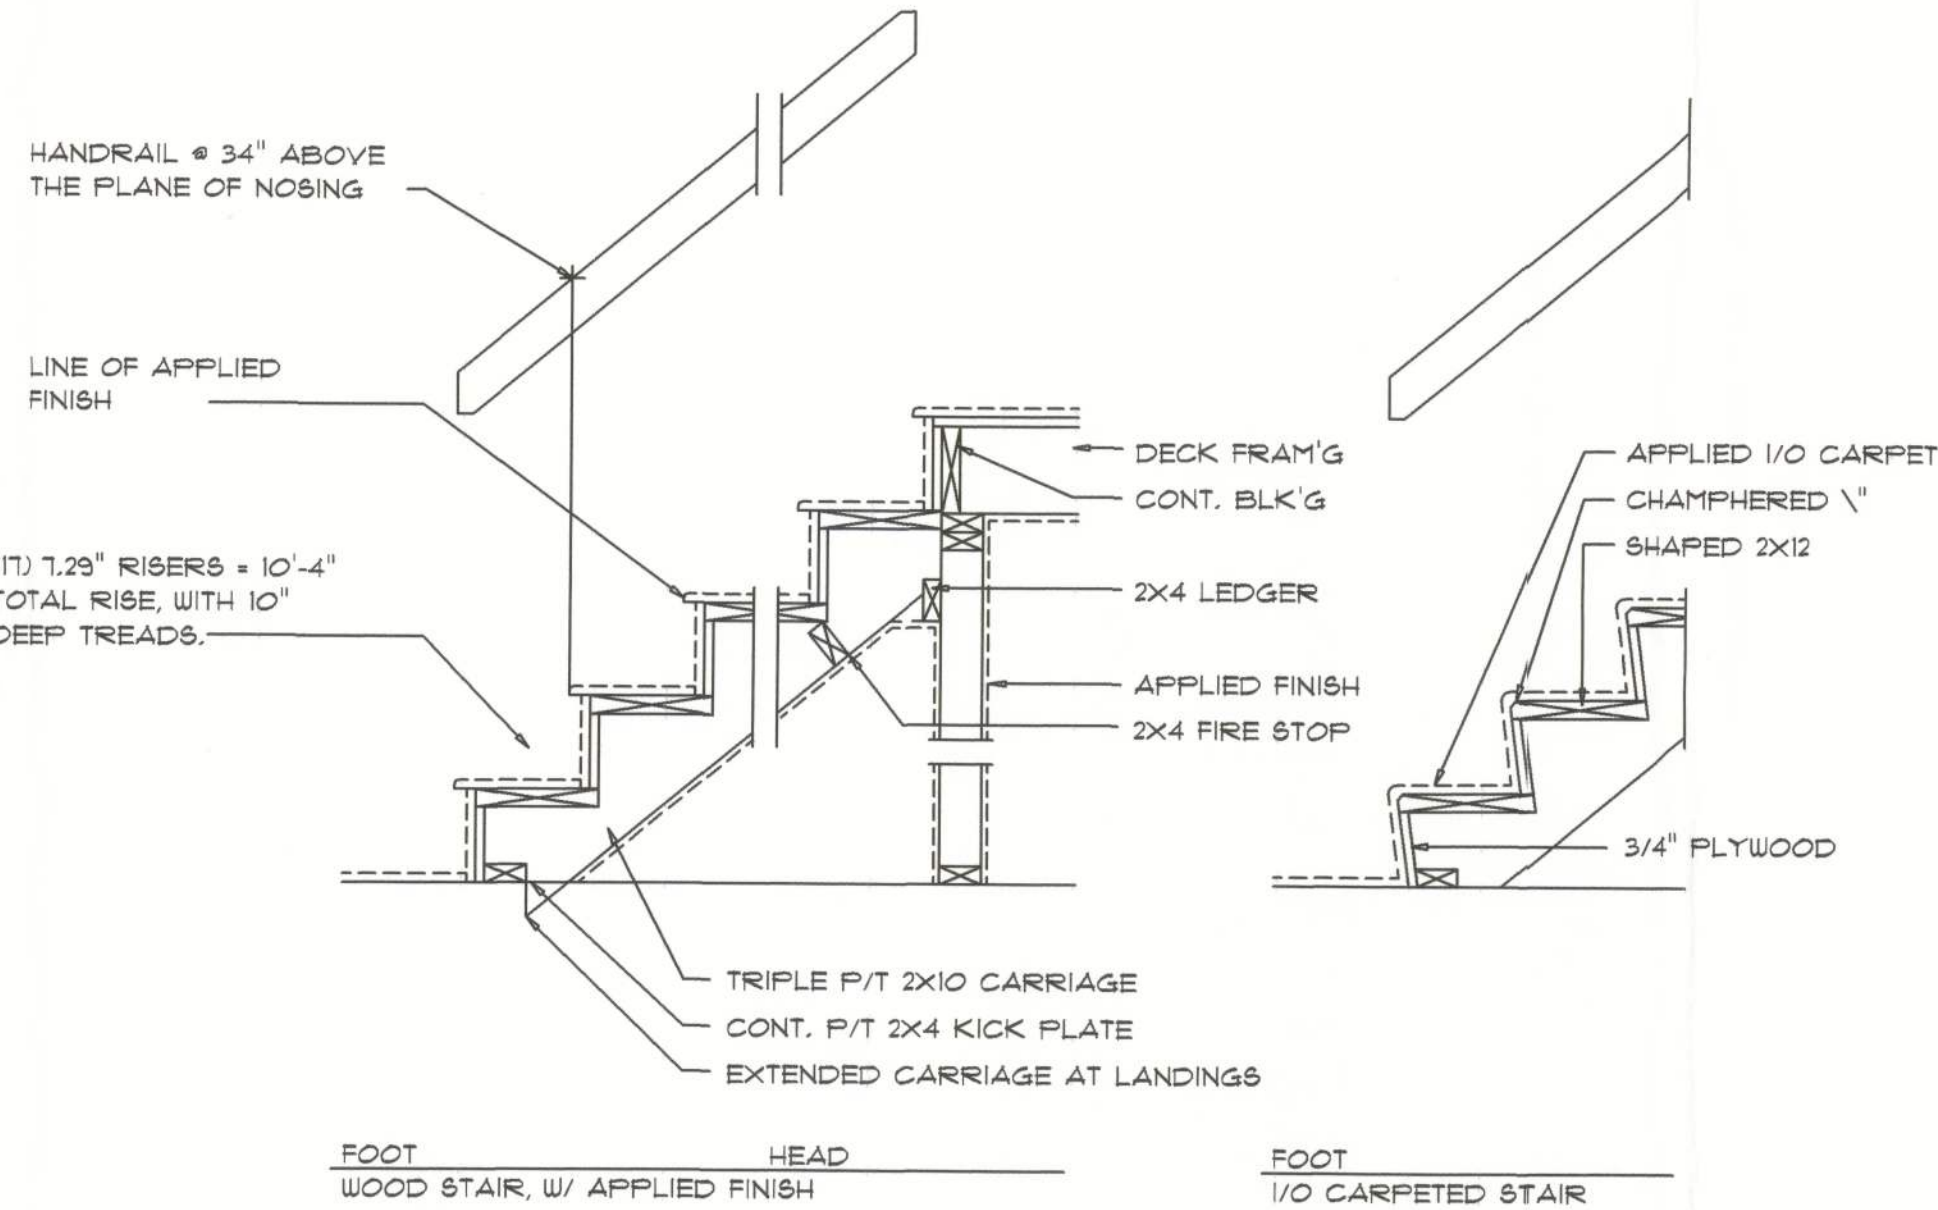 HANDRAIL @ 34" ABOVE
THE PLANE OF NOSING
LINE OF APPLIED
FINISH
17) 7.29" RISERS = 10'-4"
TOTAL RISE, WITH 10"
DEEP TREADS.
DECK FRAM'G
CONT. BLK'G
2X4 LEDGER
APPLIED FINISH
2X4 FIRE STOP
TRIPLE P/T 2X10 CARRIAGE
CONT. P/T 2X4 KICK PLATE
EXTENDED CARRIAGE AT LANDINGS
FOOT HEAD
WOOD STAIR, W/ APPLIED FINISH
APPLIED I/O CARPET
CHAMPHERED \"
SHAPED 2X12
3/4" PLYWOOD
FOOT
I/O CARPETED STAIR